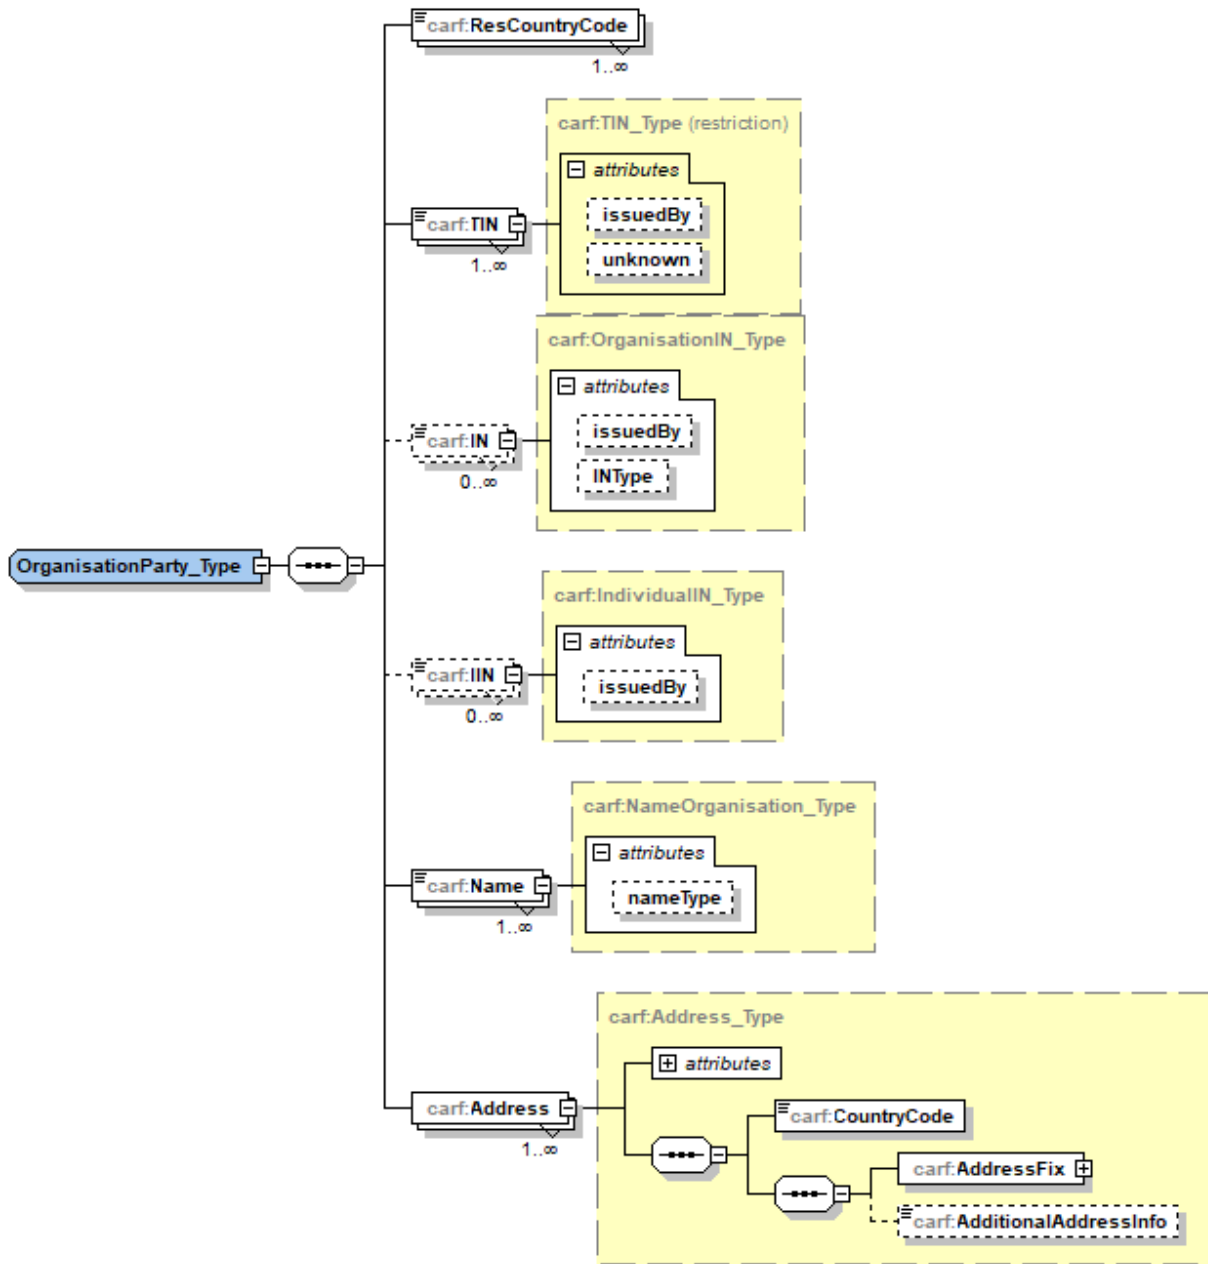 carf:ResCountryCode
1..∞
carf:TIN_Type (restriction)
attributes
issuedBy
unknown
carf:TIN
1..∞
carf:OrganisationIN_Type
attributes
issuedBy
INType
carf:IN
0..∞
OrganisationParty_Type
carf:IndividualIN_Type
attributes
issuedBy
carf:IIN
0..∞
carf:NameOrganisation_Type
attributes
nameType
carf:Name
1..∞
carf:Address_Type
attributes
carf:Address
1..∞
carf:CountryCode
carf:AddressFix
carf:AdditionalAddressInfo